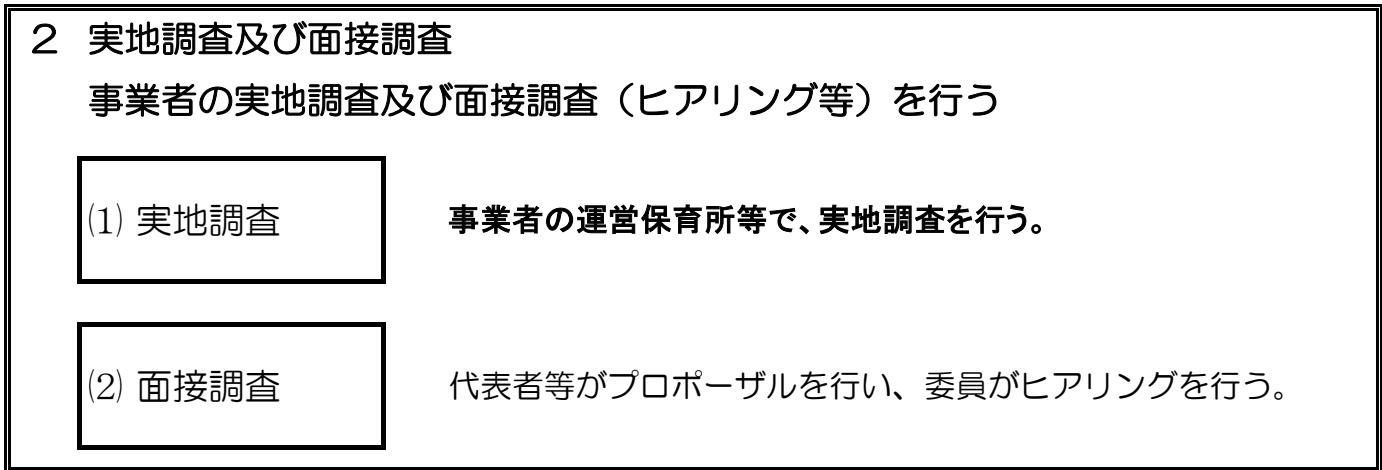 ２ 実地調査及び面接調査
事業者の実地調査及び面接調査（ヒアリング等）を行う
⑴ 実地調査 事業者の運営保育所等で、実地調査を行う。
⑵ 面接調査 代表者等がプロポーザルを行い、委員がヒアリングを行う。